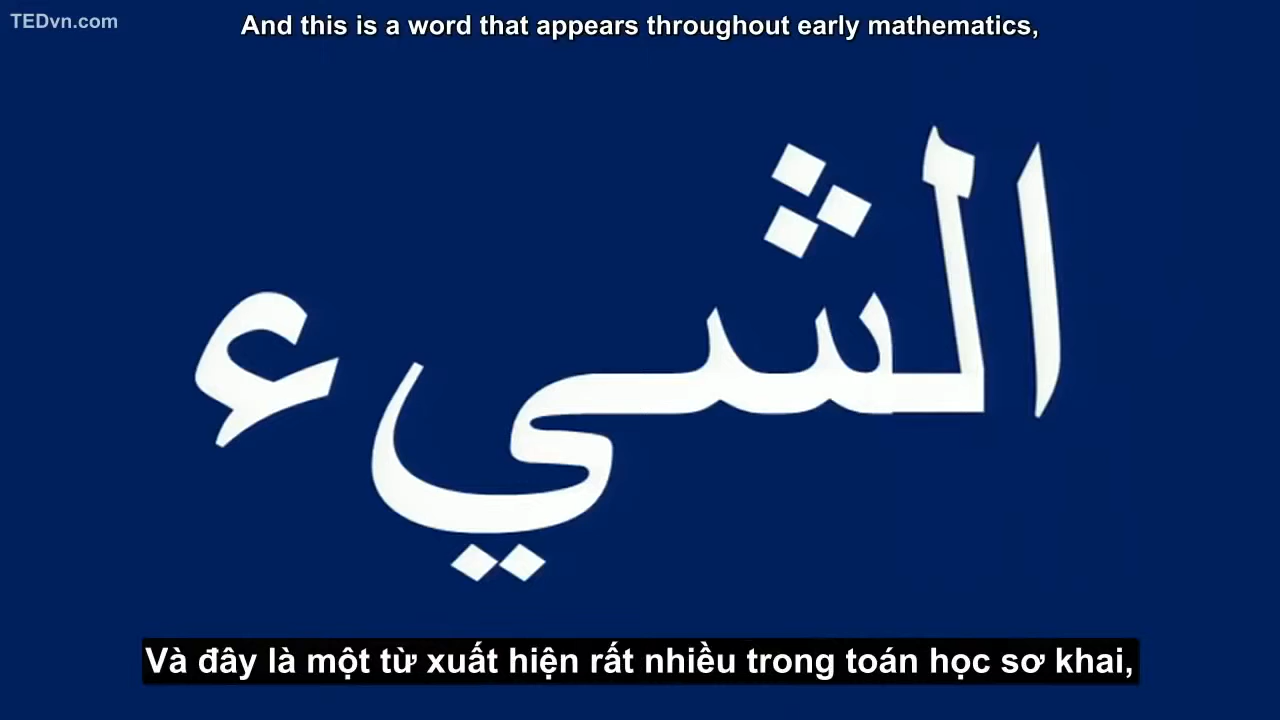 TEDvn.com
And this is a word that appears throughout early mathematics,
الشيء
Và đây là một từ xuất hiện rất nhiều trong toán học sơ khai,